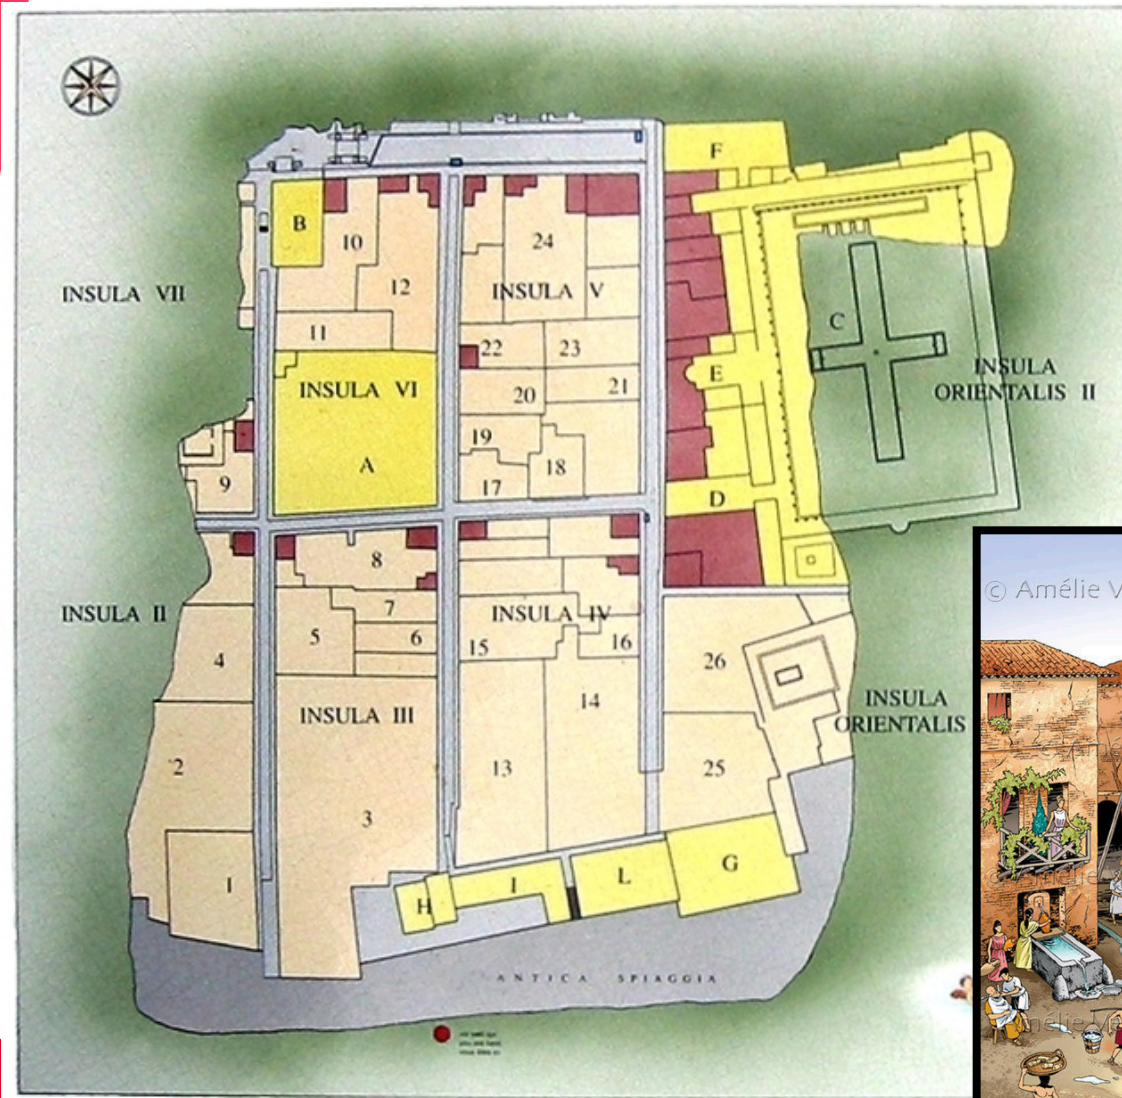 F
B
10
24
12
INSULA VII
INSULA V
11
C
22
23
E
INSULA
ORIENTALIS II
INSULA VI
20
21
19
A
18
9
17
D
8
7
INSULA II
INSULA IV
5
6
15
16
4
26
14
INSULA III
INSULA
ORIENTALIS
2
13
25
3
1
I
L
G
H
ANTICA SPIAGGIA
© Amélie V